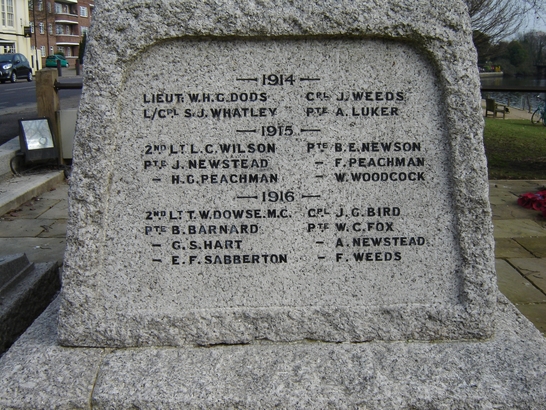 1914
LIEUT. W.H.G. DODS. CPL J. WEEDS.
L/CPL S.J. WHATLEY. PTE A. LUKER.
1915
2ND LT. L.C. WILSON. PTE B.E. NEWSON.
PTE J. NEWSTEAD. - F. PEACHMAN.
- H.G. PEACHMAN. - W. WOODCOCK.
1916
2ND LT T.W. DOWSE. M.C. CPL J.G. BIRD.
PTE B. BARNARD. PTE W.C. FOX.
- G.S. HART. - A. NEWSTEAD.
- E.F. SABBERTON. - F. WEEDS.